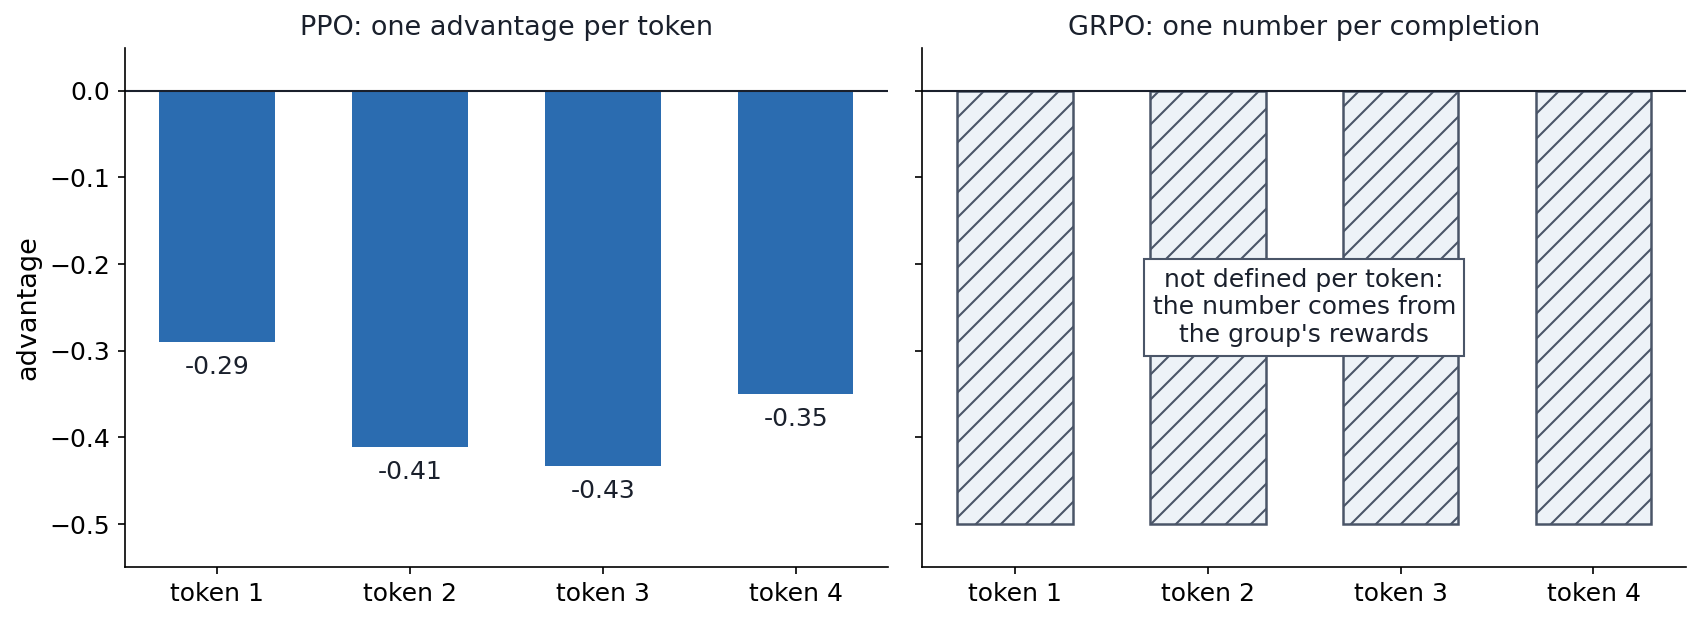 PPO: one advantage per token
advantage
0.0
−0.1
−0.2
−0.3
−0.4
−0.5
-0.29
-0.41
-0.43
-0.35
token 1
token 2
token 3
token 4
GRPO: one number per completion
not defined per token:
the number comes from
the group's rewards
token 1
token 2
token 3
token 4